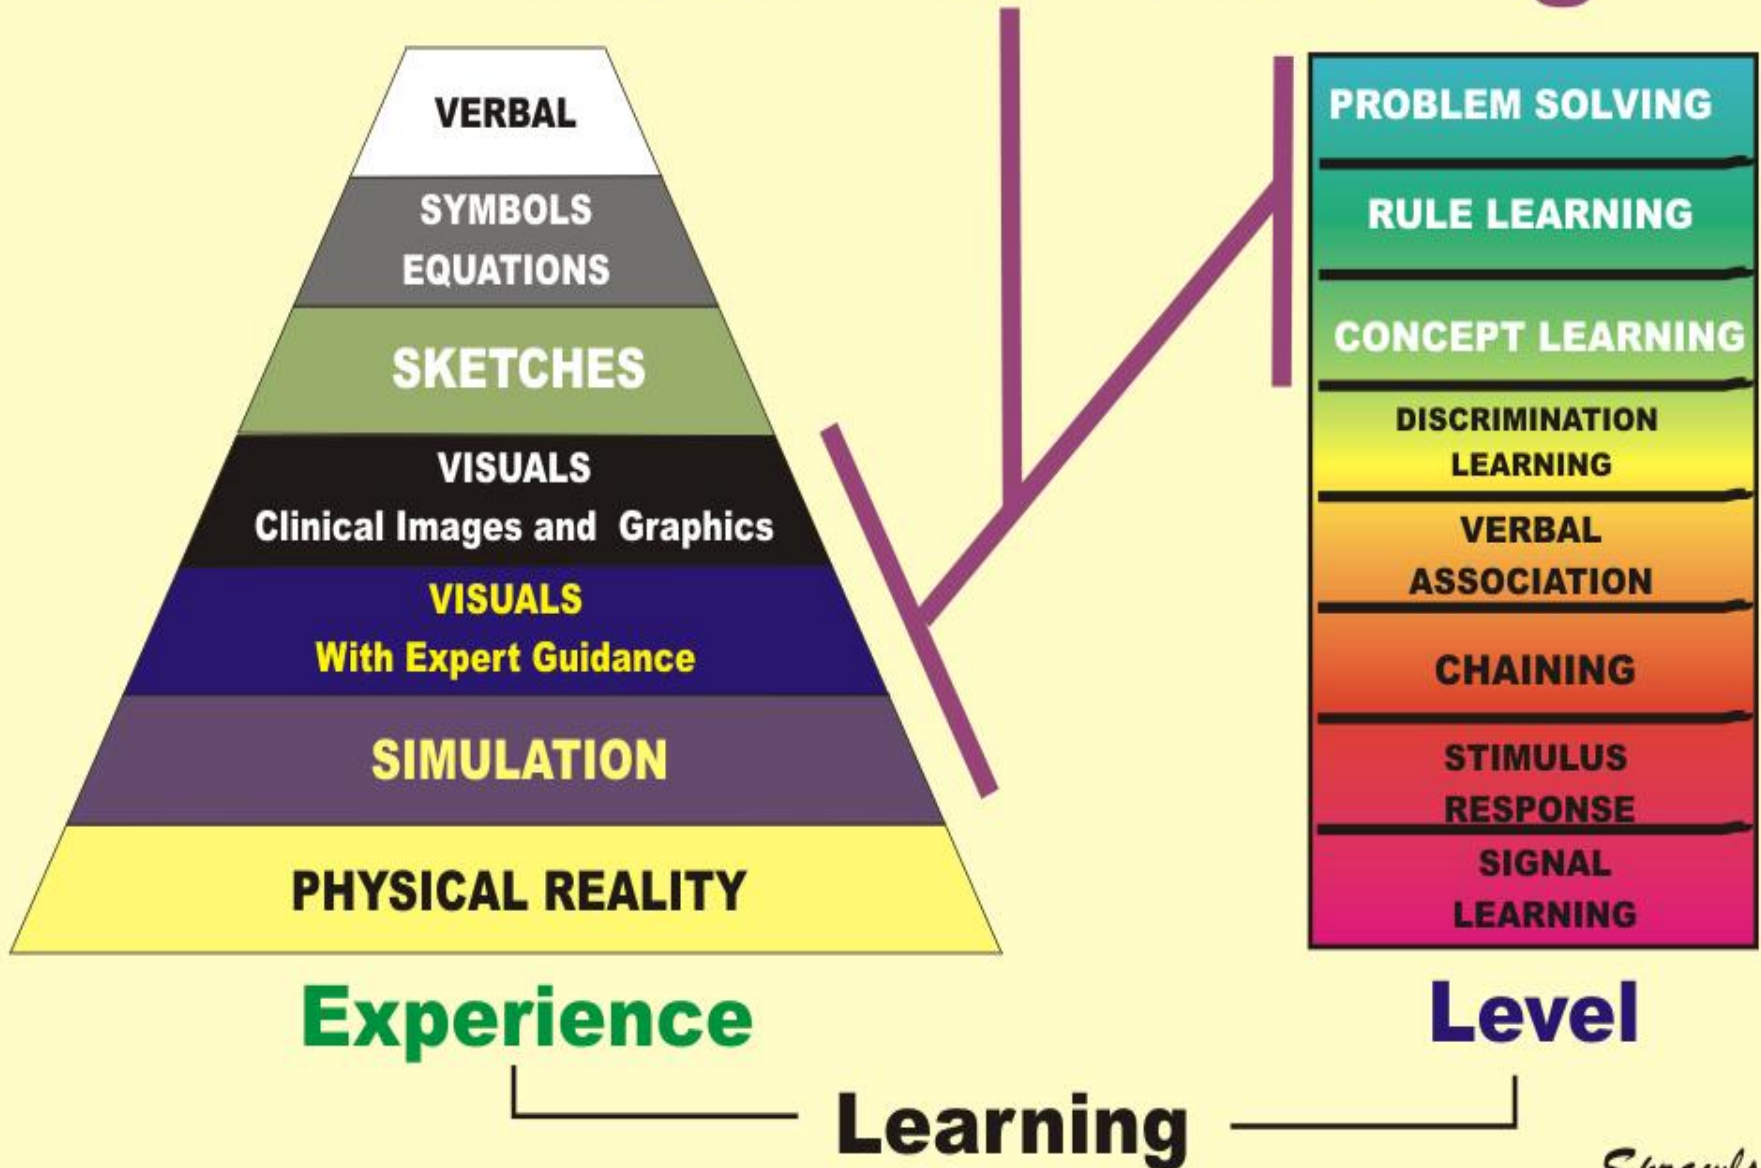 VERBAL
SYMBOLS
EQUATIONS
SKETCHES
VISUALS
Clinical Images and Graphics
VISUALS
With Expert Guidance
SIMULATION
PHYSICAL REALITY
Experience
PROBLEM SOLVING
RULE LEARNING
CONCEPT LEARNING
DISCRIMINATION
LEARNING
VERBAL
ASSOCIATION
CHAINING
STIMULUS
RESPONSE
SIGNAL
LEARNING
Level
Learning